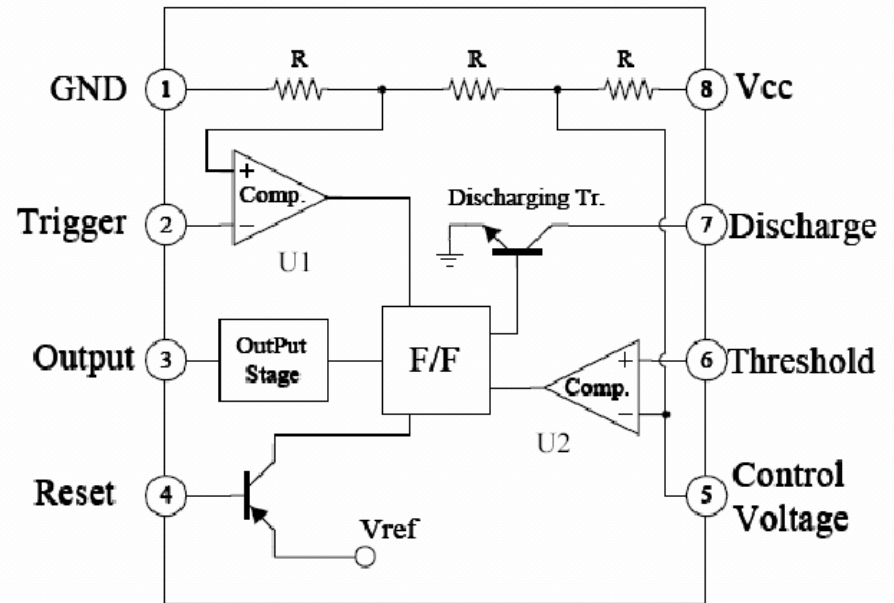 R R R
GND 1 8 Vcc
+
Comp.
−
Trigger 2
U1
Discharging Tr.
7 Discharge
Output 3
OutPut
Stage
F/F
+
Comp.
−
U2
6 Threshold
Reset 4
Vref
5 Control
Voltage